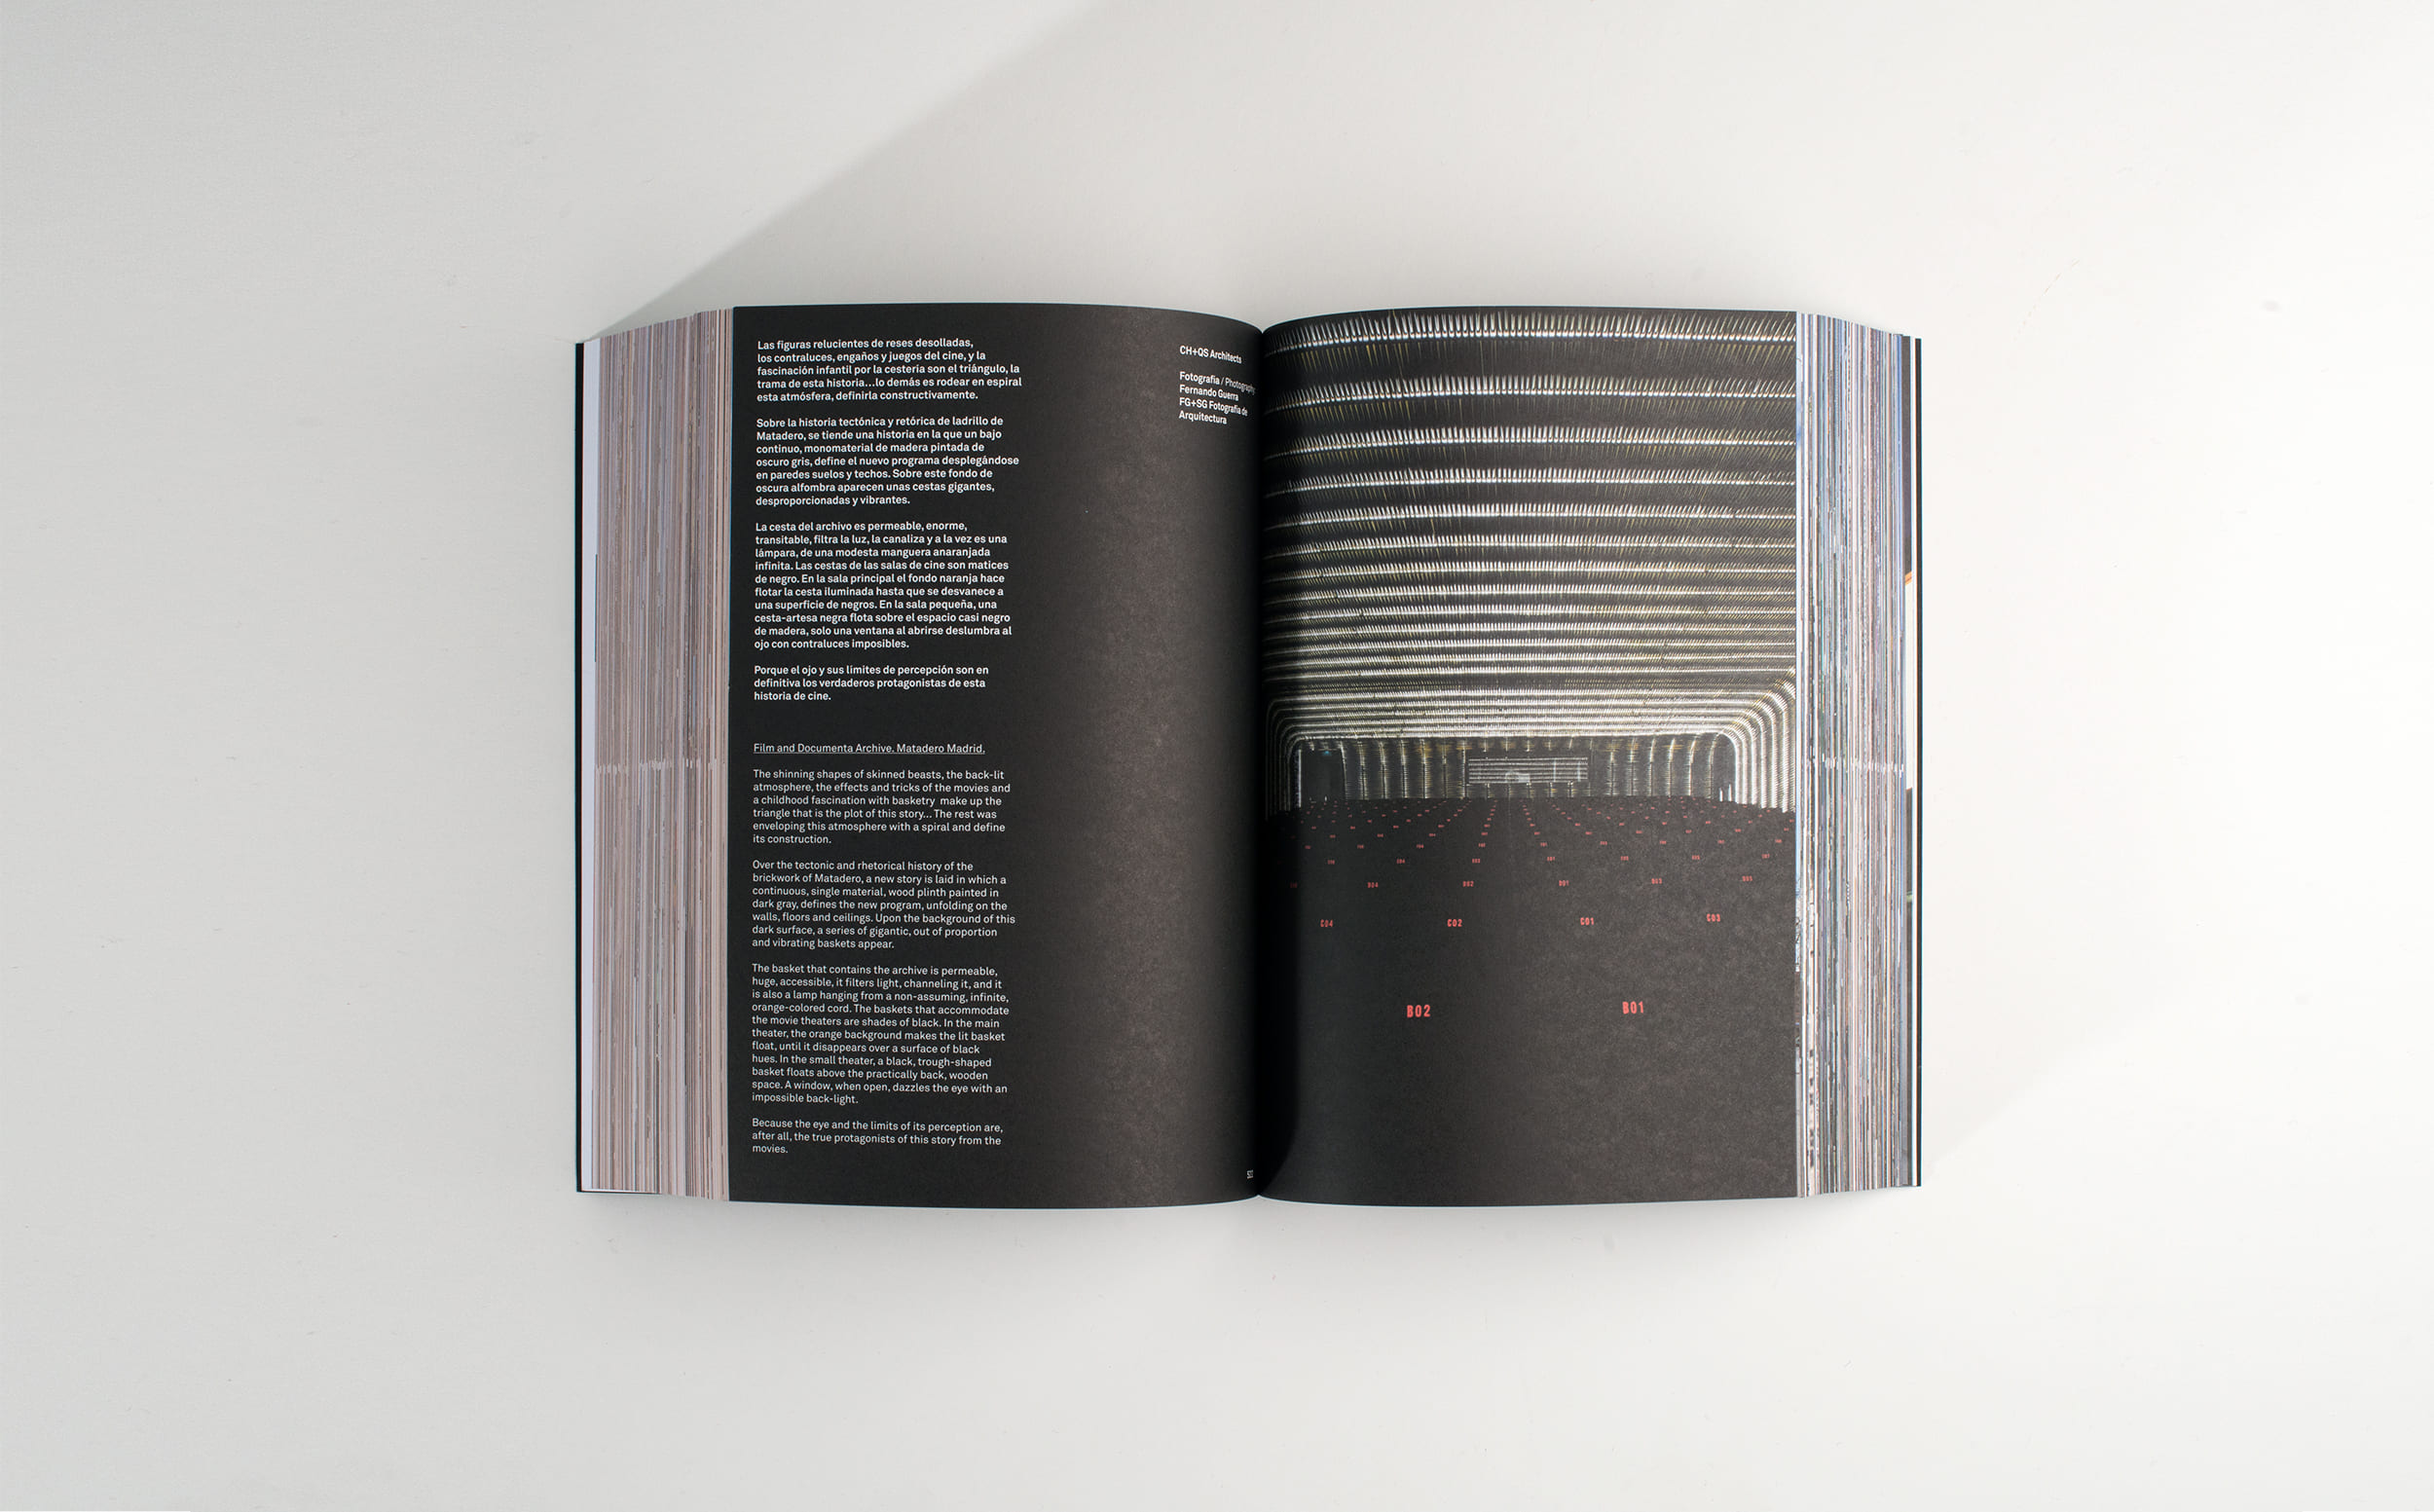 Las figuras relucientes de reses desolladas,
los contraluces, engaños y juegos del cine, y la
fascinación infantil por la cestería son el triángulo, la
trama de esta historia...lo demás es rodear en espiral
esta atmósfera, definirla constructivamente.
Sobre la historia tectónica y retórica de ladrillo de
Matadero, se tiende una historia en la que un bajo
continuo, monomaterial de madera pintada de
oscuro gris, define el nuevo programa desplegándose
en paredes suelos y techos. Sobre este fondo de
oscura alfombra aparecen unas cestas gigantes,
desproporcionadas y vibrantes.
La cesta del archivo es permeable, enorme,
transitable, filtra la luz, la canaliza y a la vez es una
lámpara, de una modesta manguera anaranjada
infinita. Las cestas de las salas de cine son matices
de negro. En la sala principal el fondo naranja hace
flotar la cesta iluminada hasta que se desvanece a
una superficie de negros. En la sala pequeña, una
cesta-artesa negra flota sobre el espacio casi negro
de madera, solo una ventana al abrirse deslumbra al
ojo con contraluces imposibles.
Porque el ojo y sus límites de percepción son en
definitiva los verdaderos protagonistas de esta
historia de cine.
Film and Documenta Archive. Matadero Madrid.
The shinning shapes of skinned beasts, the back-lit
atmosphere, the effects and tricks of the movies and
a childhood fascination with basketry make up the
triangle that is the plot of this story... The rest was
enveloping this atmosphere with a spiral and define
its construction.
Over the tectonic and rhetorical history of the
brickwork of Matadero, a new story is laid in which a
continuous, single material, wood plinth painted in
dark gray, defines the new program, unfolding on the
walls, floors and ceilings. Upon the background of this
dark surface, a series of gigantic, out of proportion
and vibrating baskets appear.
The basket that contains the archive is permeable,
huge, accessible, it filters light, channeling it, and it
is also a lamp hanging from a non-assuming, infinite,
orange-colored cord. The baskets that accommodate
the movie theaters are shades of black. In the main
theater, the orange background makes the lit basket
float, until it disappears over a surface of black
hues. In the small theater, a black, trough-shaped
basket floats above the practically back, wooden
space. A window, when open, dazzles the eye with an
impossible back-light.
Because the eye and the limits of its perception are,
after all, the true protagonists of this story from the
movies.
CH+QS Architects
Fotografía / Photography
Fernando Guerra
FG+SG Fotografía de
Arquitectura
D04 D02 D01 D03
C04 C02 C01 C03
B02 B01